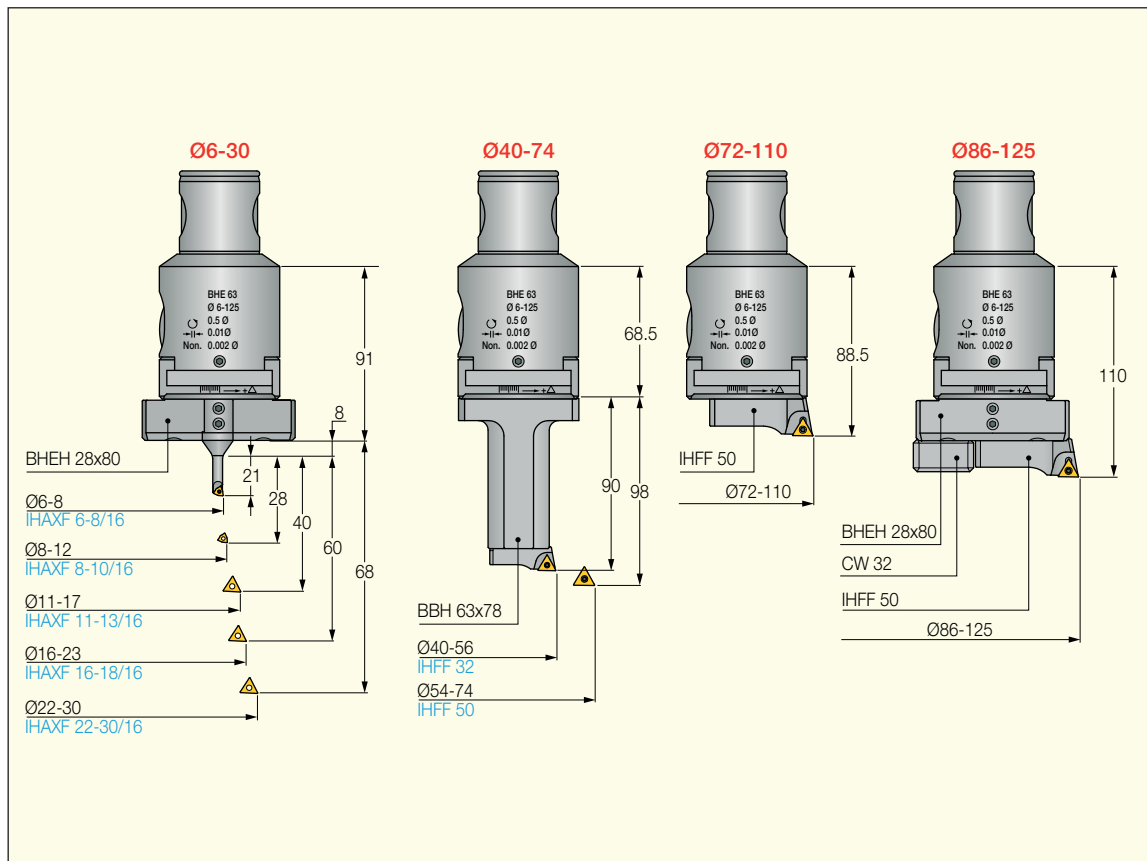 Ø6-30
Ø40-74
Ø72-110
Ø86-125
BHE 63
Ø 6-125
0.5 Ø
0.01Ø
Non. 0.002 Ø
+
91
8
21
28
40
60
68
BHEH 28x80
Ø6-8
IHAXF 6-8/16
Ø8-12
IHAXF 8-10/16
Ø11-17
IHAXF 11-13/16
Ø16-23
IHAXF 16-18/16
Ø22-30
IHAXF 22-30/16
BHE 63
Ø 6-125
0.5 Ø
0.01Ø
Non. 0.002 Ø
+
68.5
90
98
BBH 63x78
Ø40-56
IHFF 32
Ø54-74
IHFF 50
BHE 63
Ø 6-125
0.5 Ø
0.01Ø
Non. 0.002 Ø
+
88.5
IHFF 50
Ø72-110
BHE 63
Ø 6-125
0.5 Ø
0.01Ø
Non. 0.002 Ø
+
110
BHEH 28x80
CW 32
IHFF 50
Ø86-125